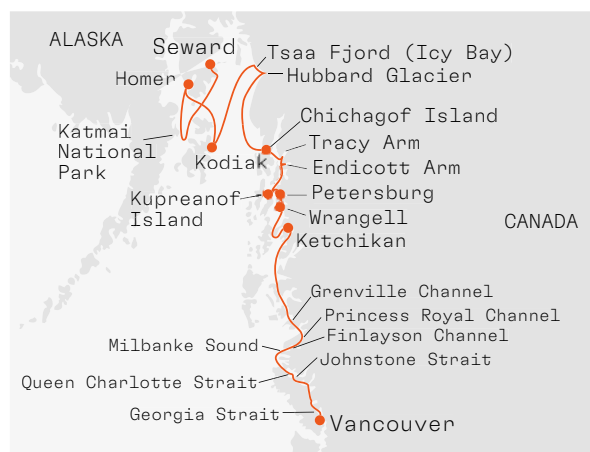 ALASKA
Seward
Tsaa Fjord (Icy Bay)
Homer
Hubbard Glacier
Chichagof Island
Katmai
National
Park
Tracy Arm
Kodiak
Endicott Arm
Kupreanof
Island
Petersburg
Wrangell
CANADA
Ketchikan
Grenville Channel
Princess Royal Channel
Finlayson Channel
Milbanke Sound
Johnstone Strait
Queen Charlotte Strait
Georgia Strait
Vancouver